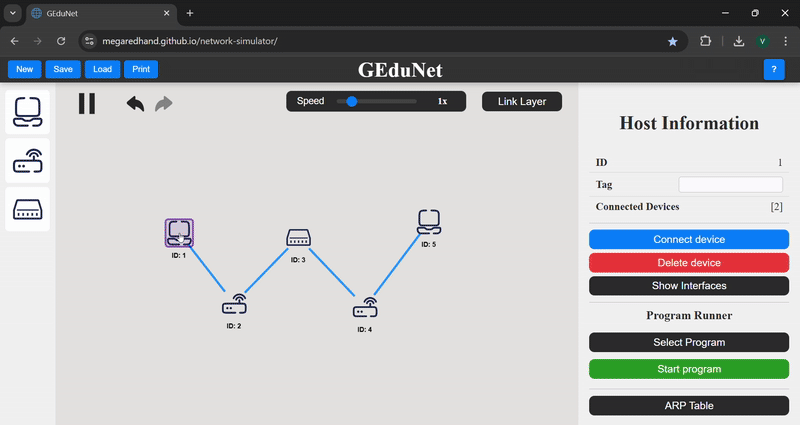 GEduNet
megaredhand.github.io/network-simulator/
V
New
Save
Load
Print
GEduNet
?
Speed
1x
Link Layer
ID: 1
ID: 2
ID: 3
ID: 4
ID: 5
Host Information
ID
1
Tag
Connected Devices
[2]
Connect device
Delete device
Show Interfaces
Program Runner
Select Program
Start program
ARP Table